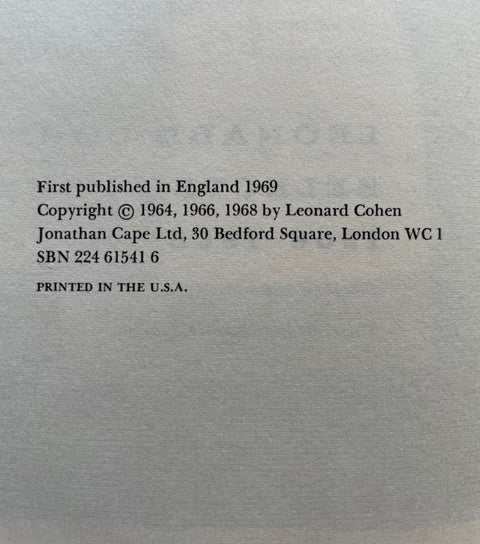 First published in England 1969
Copyright © 1964, 1966, 1968 by Leonard Cohen
Jonathan Cape Ltd, 30 Bedford Square, London WC 1
SBN 224 61541 6
PRINTED IN THE U.S.A.